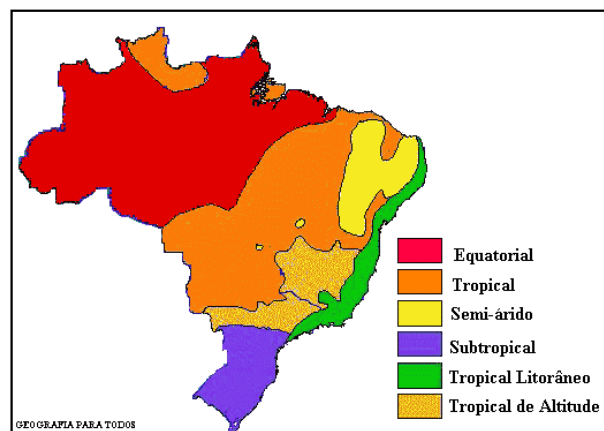 Equatorial
Tropical
Semi-árido
Subtropical
Tropical Litorâneo
Tropical de Altitude
GEOGRAFIA PARA TODOS